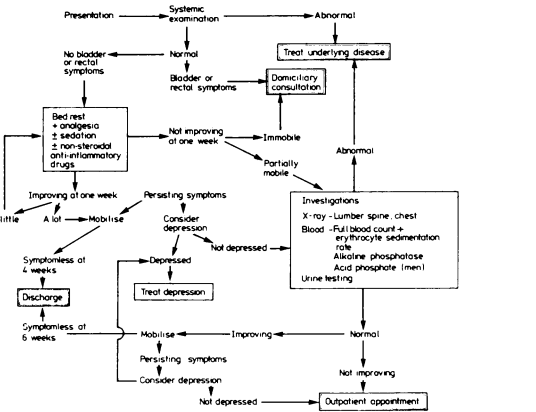 Presentation
Systemic
examination
Abnormal
Treat underlying disease
No bladder
or rectal
symptoms
Normal
Bladder or
rectal symptoms
Domiciliary
consultation
Bed rest
+ analgesia
± sedation
± non-steroidal
anti-inflammatory
drugs
Not improving
at one week
Immobile
Partially
mobile
Abnormal
Improving at one week
Persisting symptoms
little
A lot
Mobilise
Consider
depression
Investigations
X-ray - Lumber spine, chest
Blood - Full blood count +
erythrocyte sedimentation
rate
Alkaline phosphatase
Acid phosphate (men)
Urine testing
Not depressed
Symptomless at
4 weeks
Depressed
Discharge
Treat depression
Symptomless at
6 weeks
Mobilise
Improving
Normal
Persisting symptoms
Consider depression
Not improving
Not depressed
Outpatient appointment